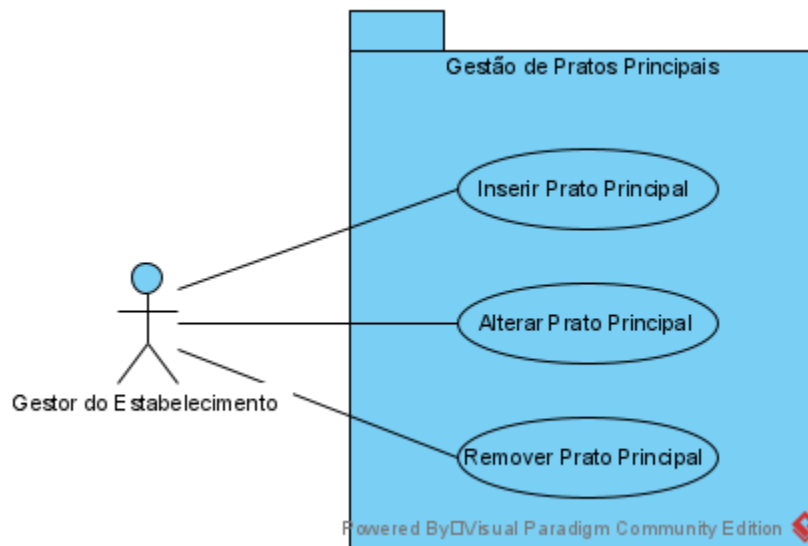 Gestão de Pratos Principais
Inserir Prato Principal
Alterar Prato Principal
Gestor do Estabelecimento
Remover Prato Principal
Powered By□Visual Paradigm Community Edition